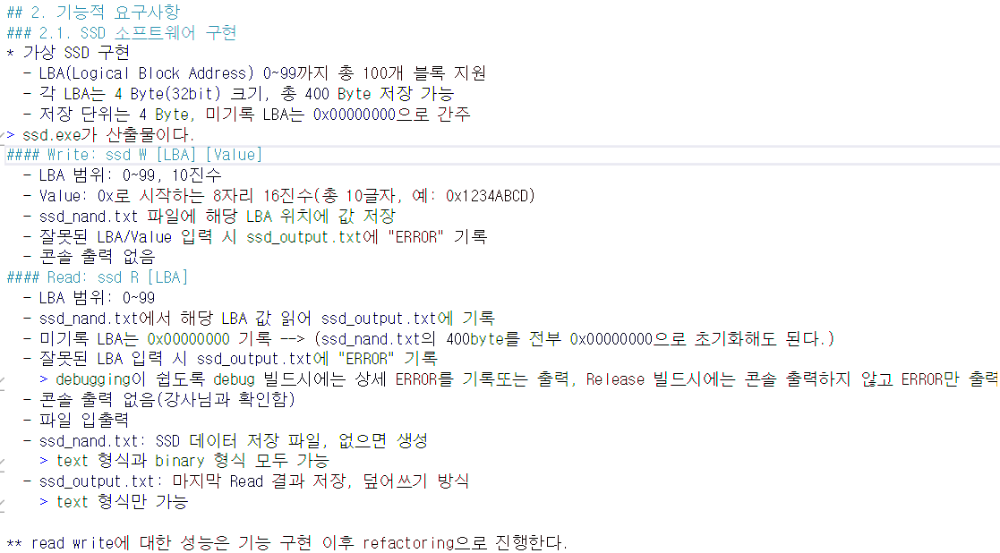 ## 2. 기능적 요구사항
### 2.1. SSD 소프트웨어 구현
* 가상 SSD 구현
- LBA(Logical Block Address) 0~99까지 총 100개 블록 지원
- 각 LBA는 4 Byte(32bit) 크기, 총 400 Byte 저장 가능
- 저장 단위는 4 Byte, 미기록 LBA는 0x00000000으로 간주
> ssd.exe가 산출물이다.
#### Write: ssd W [LBA] [Value]
- LBA 범위: 0~99, 10진수
- Value: 0x로 시작하는 8자리 16진수(총 10글자, 예: 0x1234ABCD)
- ssd_nand.txt 파일에 해당 LBA 위치에 값 저장
- 잘못된 LBA/Value 입력 시 ssd_output.txt에 "ERROR" 기록
- 콘솔 출력 없음
#### Read: ssd R [LBA]
- LBA 범위: 0~99
- ssd_nand.txt에서 해당 LBA 값 읽어 ssd_output.txt에 기록
- 미기록 LBA는 0x00000000 기록 --> (ssd_nand.txt의 400byte를 전부 0x00000000으로 초기화해도 된다.)
- 잘못된 LBA 입력 시 ssd_output.txt에 "ERROR" 기록
> debugging이 쉽도록 debug 빌드시에는 상세 ERROR를 기록또는 출력, Release 빌드시에는 콘솔 출력하지 않고 ERROR만 출력
- 콘솔 출력 없음(강사님과 확인함)
- 파일 입출력
- ssd_nand.txt: SSD 데이터 저장 파일, 없으면 생성
> text 형식과 binary 형식 모두 가능
- ssd_output.txt: 마지막 Read 결과 저장, 덮어쓰기 방식
> text 형식만 가능
** read write에 대한 성능은 기능 구현 이후 refactoring으로 진행한다.